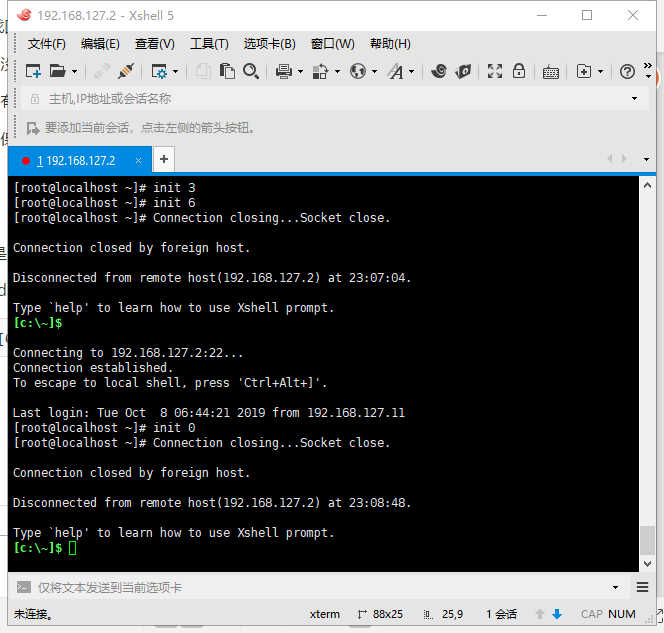 192.168.127.2 - Xshell 5
文件(F) 编辑(E) 查看(V) 工具(T) 选项卡(B) 窗口(W) 帮助(H)
主机,IP地址或会话名称
要添加当前会话，点击左侧的箭头按钮。
1 192.168.127.2 × +
[root@localhost ~]# init 3
[root@localhost ~]# init 6
[root@localhost ~]# Connection closing...Socket close.
Connection closed by foreign host.
Disconnected from remote host(192.168.127.2) at 23:07:04.
Type `help' to learn how to use Xshell prompt.
[c:\~]$
Connecting to 192.168.127.2:22...
Connection established.
To escape to local shell, press 'Ctrl+Alt+]'.
Last login: Tue Oct  8 06:44:21 2019 from 192.168.127.11
[root@localhost ~]# init 0
[root@localhost ~]# Connection closing...Socket close.
Connection closed by foreign host.
Disconnected from remote host(192.168.127.2) at 23:08:48.
Type `help' to learn how to use Xshell prompt.
[c:\~]$
仅将文本发送到当前选项卡
未连接。 xterm 88x25 25,9 1 会话 CAP NUM